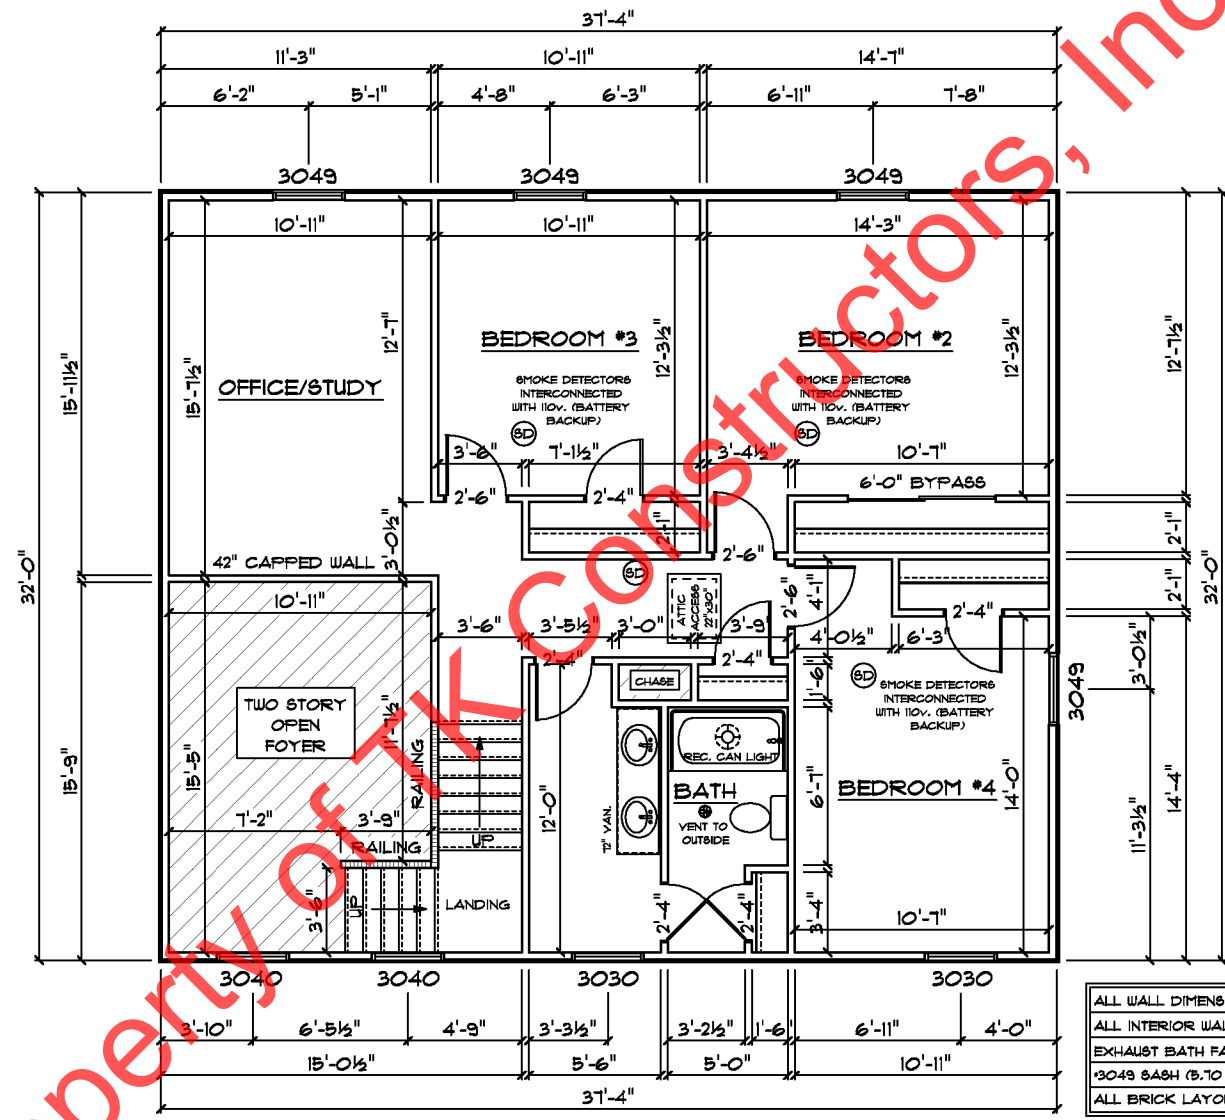 37'-4"
11'-3" 10'-11" 14'-7"
6'-2" 5'-1" 4'-8" 6'-3" 6'-11" 7'-8"
3049 3049 3049
10'-11" 10'-11" 14'-3"
32'-0"
15'-11½"
15'-9"
15'-7½"
12'-7"
OFFICE/STUDY
BEDROOM #3
SMOKE DETECTORS
INTERCONNECTED
WITH 110v. (BATTERY
BACKUP)
SD
12'-3½"
BEDROOM #2
SMOKE DETECTORS
INTERCONNECTED
WITH 110v. (BATTERY
BACKUP)
SD
12'-3½"
12'-7½"
32'-0"
3'-6" 7'-1½" 3'-4½" 10'-7"
2'-6" 2'-4" 6'-0" BYPASS
3'-0½"
2'-1"
2'-1"
2'-1"
42" CAPPED WALL
2'-6"
SD
ATTIC
ACCESS
22"x30"
2'-6"
4'-1"
10'-11"
3'-6" 3'-5½" 3'-0" 3'-9" 4'-0½" 6'-3"
2'-4"
2'-4" 2'-4"
CHASE
1'-6"
3'-0½"
3049
SD
SMOKE DETECTORS
INTERCONNECTED
WITH 110v. (BATTERY
BACKUP)
TWO STORY
OPEN
FOYER
15'-5"
11'-7½"
RAILING
REC. CAN LIGHT
BATH
VENT TO
OUTSIDE
72" VAN.
12'-0"
6'-7"
BEDROOM #4
14'-0"
14'-4"
11'-3½"
7'-2" 3'-9"
RAILING
UP
3'-6"
UP
LANDING
2'-4"
2'-4"
3'-4"
10'-7"
3040 3040 3030 3030
3'-10" 6'-5½" 4'-9" 3'-3½" 3'-2½" 1'-6" 6'-11" 4'-0"
15'-0½" 5'-6" 5'-0" 10'-11"
37'-4"
ALL WALL DIMENS
ALL INTERIOR WAL
EXHAUST BATH FA
*3049 SASH (5.70
ALL BRICK LAYO
perty of TK Constructors, Inc